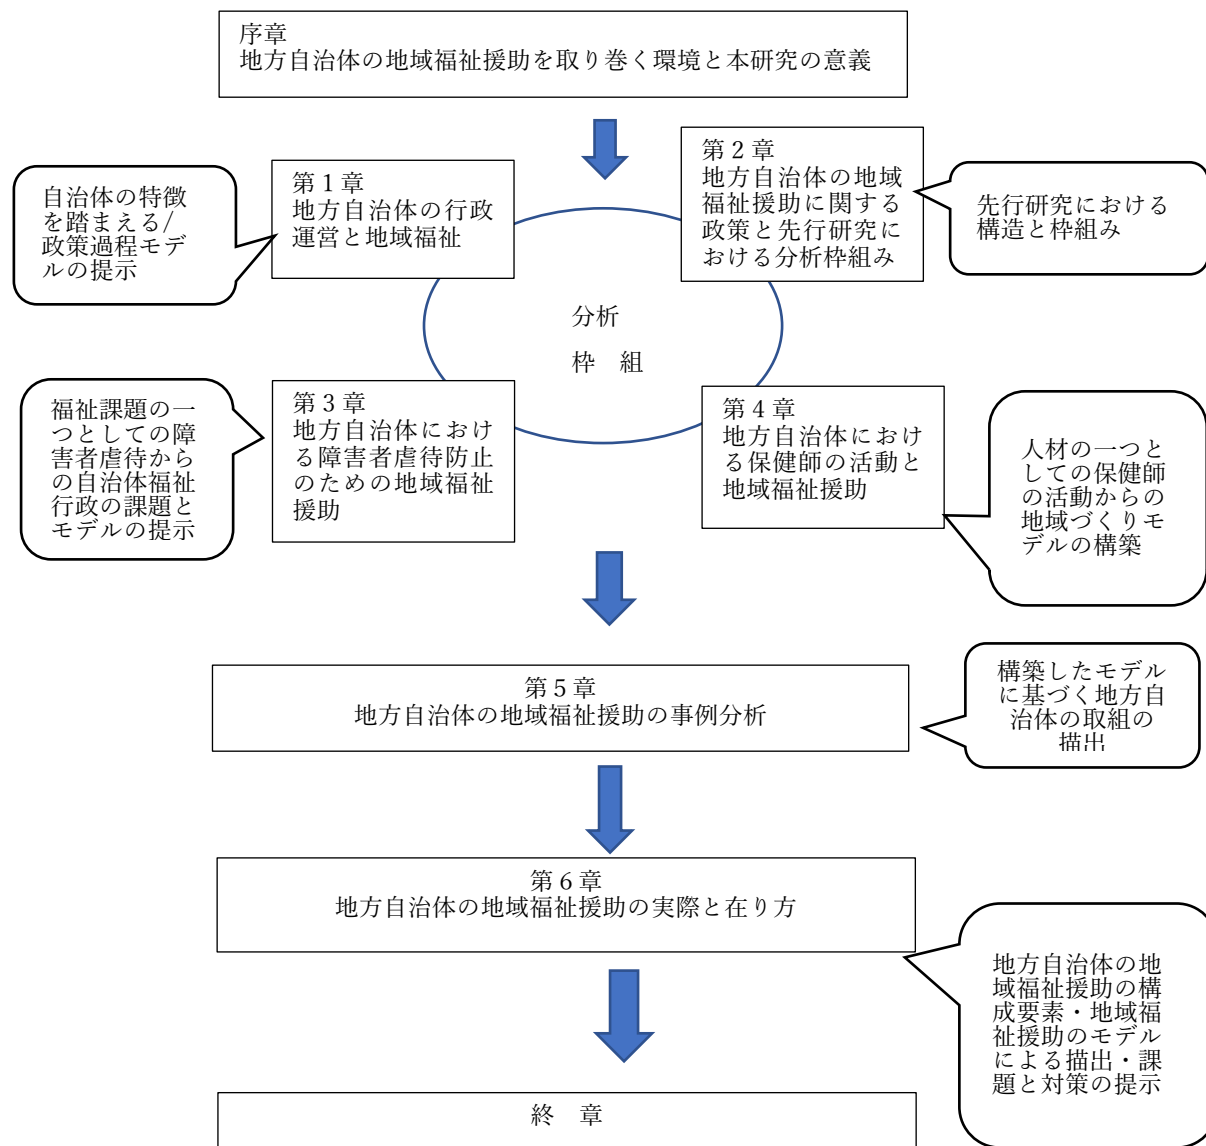 序章
地方自治体の地域福祉援助を取り巻く環境と本研究の意義
自治体の特徴
を踏まえる/
政策過程モデ
ルの提示
第１章
地方自治体の行政
運営と地域福祉
第２章
地方自治体の地域
福祉援助に関する
政策と先行研究に
おける分析枠組み
先行研究における
構造と枠組み
分析
枠　組
福祉課題の一
つとしての障
害者虐待から
の自治体福祉
行政の課題と
モデルの提示
第３章
地方自治体におけ
る障害者虐待防止
のための地域福祉
援助
第４章
地方自治体におけ
る保健師の活動と
地域福祉援助
人材の一つと
しての保健師
の活動からの
地域づくりモ
デルの構築
第５章
地方自治体の地域福祉援助の事例分析
構築したモデル
に基づく地方自
治体の取組の
描出
第６章
地方自治体の地域福祉援助の実際と在り方
地方自治体の地
域福祉援助の構
成要素・地域福
祉援助のモデル
による描出・課
題と対策の提示
終　章